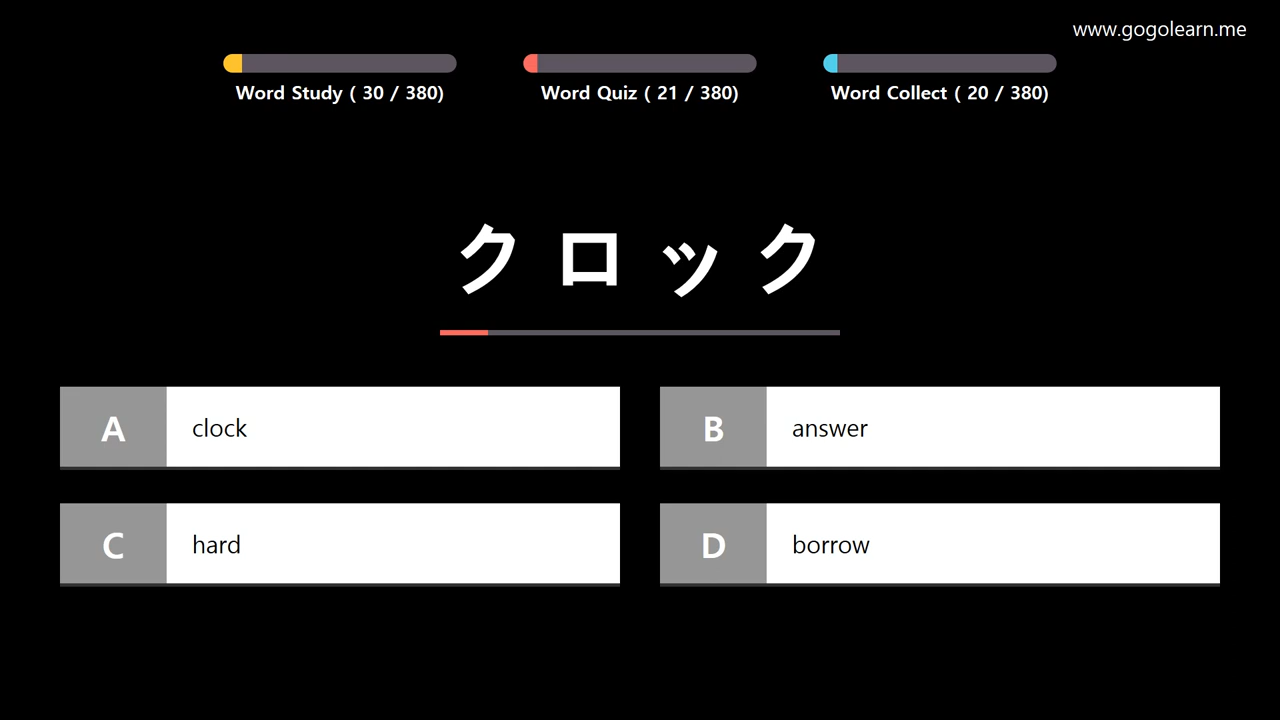 www.gogolearn.me
Word Study ( 30 / 380)
Word Quiz ( 21 / 380)
Word Collect ( 20 / 380)
クロック
A clock
B answer
C hard
D borrow